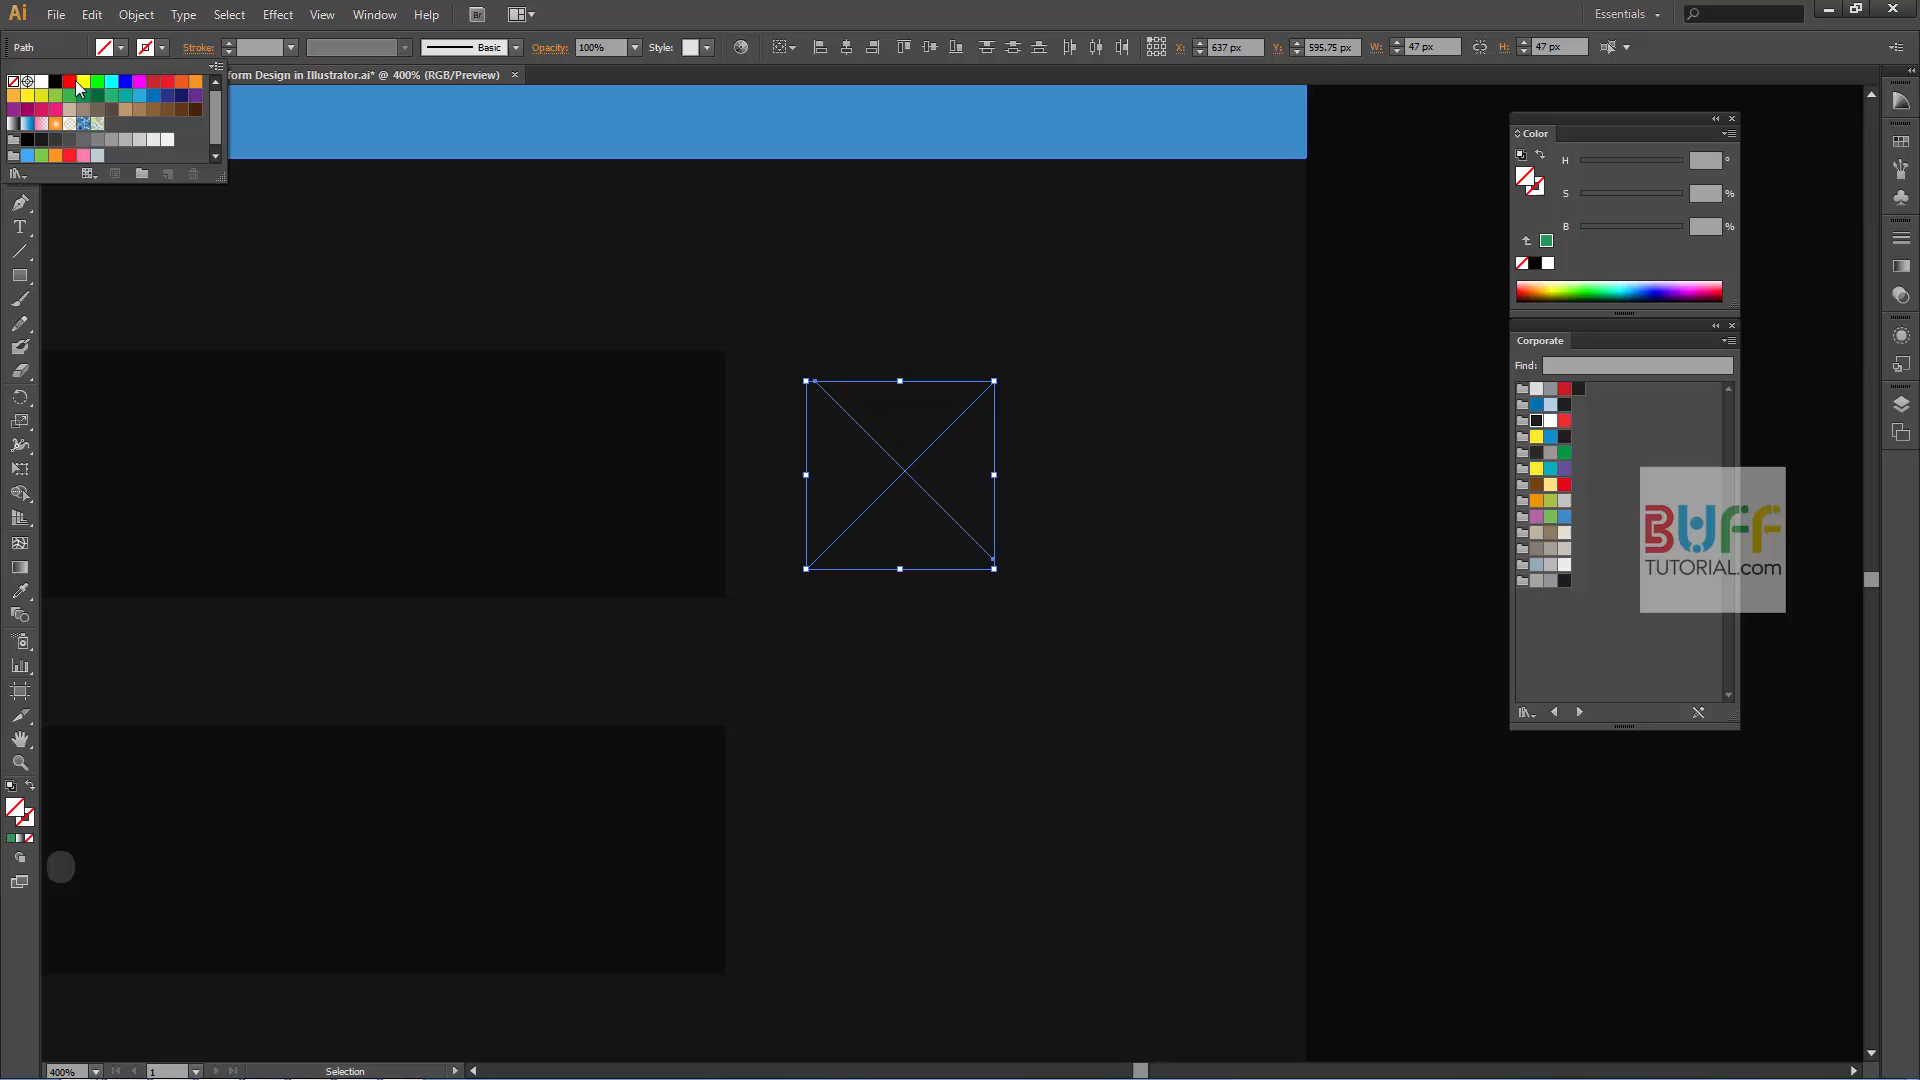 Ai File Edit Object Type Select Effect View Window Help Br Essentials
Path Stroke: Basic Opacity: 100% Style: X: 637 px Y: 595.75 px W: 47 px H: 47 px
form Design in Illustrator.ai* @ 400% (RGB/Preview)
Color
H °
S %
B %
Corporate
Find:
BUFF
TUTORIAL.com
400% 1 Selection